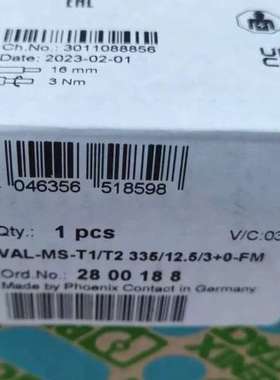 EAC
Ch.No.: 3011088856
Date: 2023-02-01
16 mm
3 Nm
046356 518598
Qty.: 1 pcs
V/C:03
VAL-MS-T1/T2 335/12.5/3+0-FM
Ord.No.: 28 00 18 8
Made by Phoenix Contact in Germany